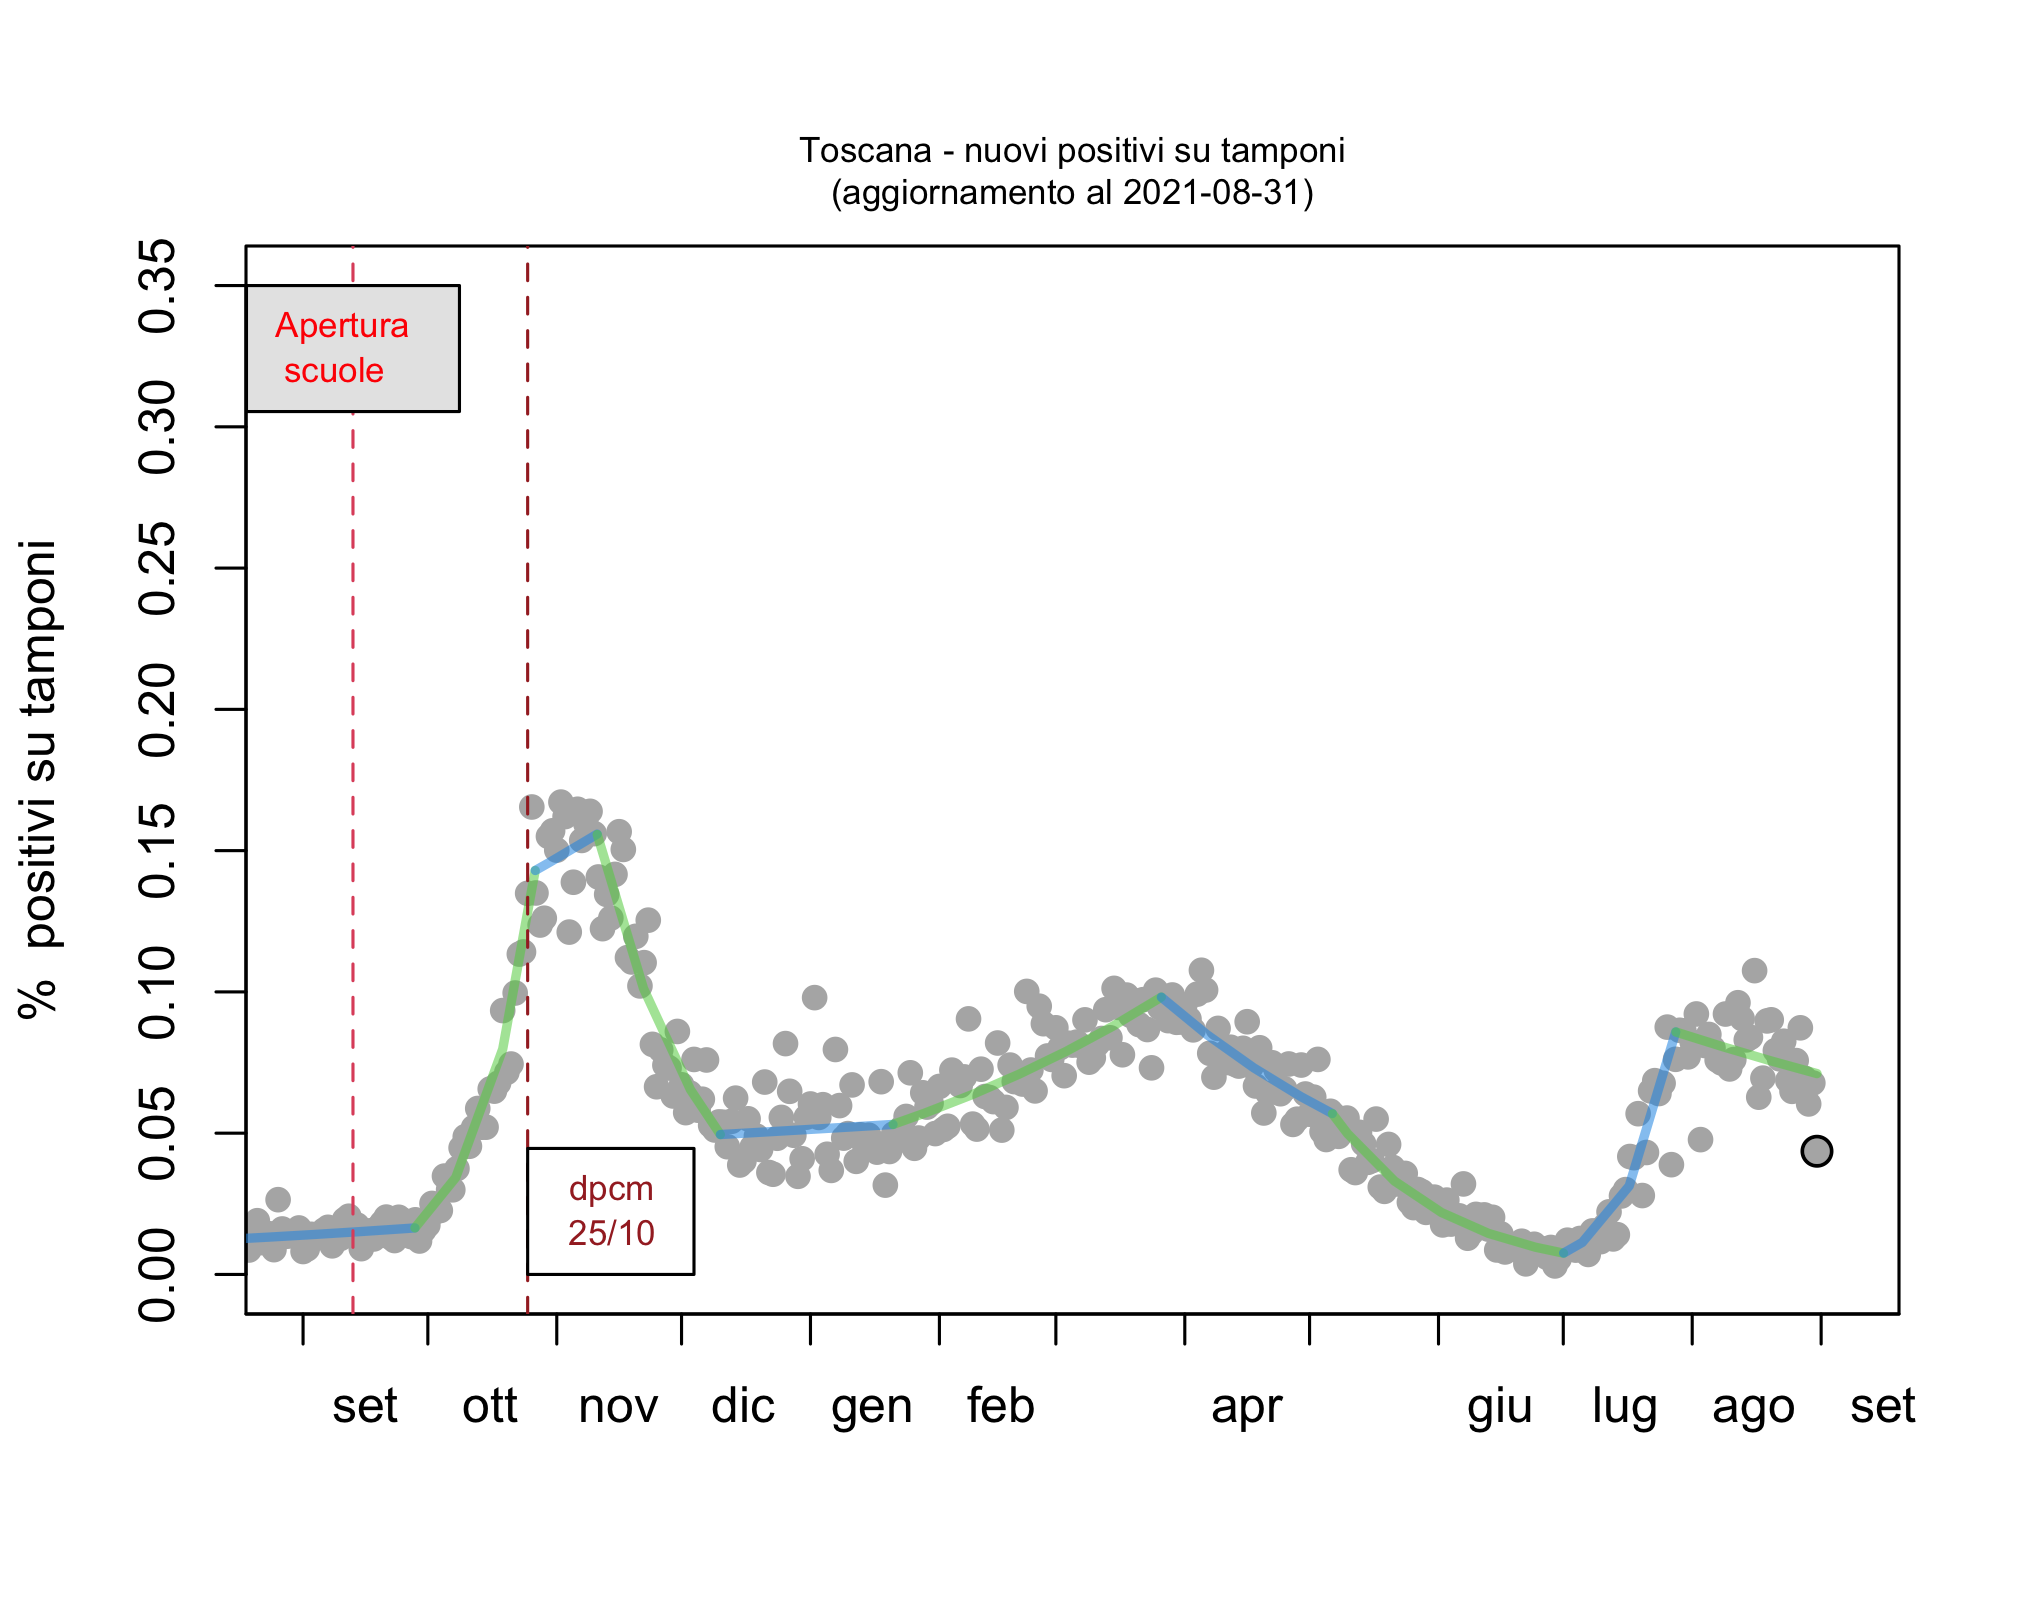 Toscana - nuovi positivi su tamponi
(aggiornamento al 2021-08-31)
% positivi su tamponi
0.35
0.30
0.25
0.20
0.15
0.10
0.05
0.00
Apertura
scuole
dpcm
25/10
set ott nov dic gen feb apr giu lug ago set